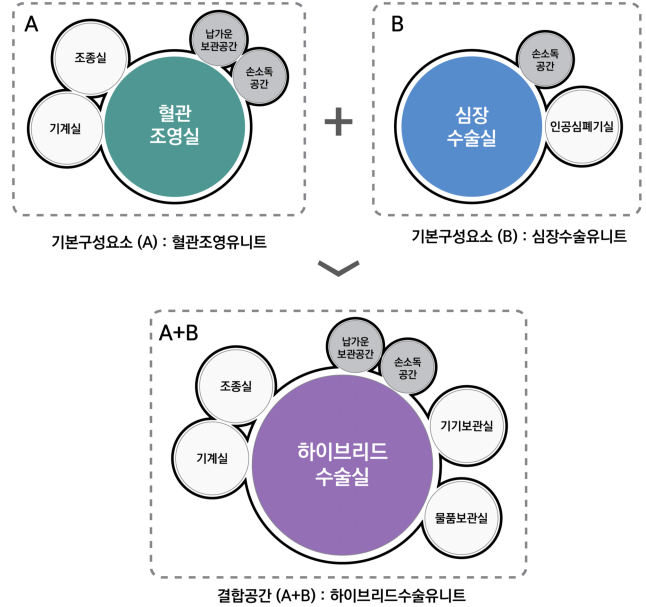 A
조종실
기계실
혈관
조영실
납가운
보관공간
손소독
공간
+
B
심장
수술실
손소독
공간
인공심폐기실
기본구성요소 (A) : 혈관조영유니트
기본구성요소 (B) : 심장수술유니트
A+B
조종실
기계실
하이브리드
수술실
납가운
보관공간
손소독
공간
기기보관실
물품보관실
결합공간 (A+B) : 하이브리드수술유니트